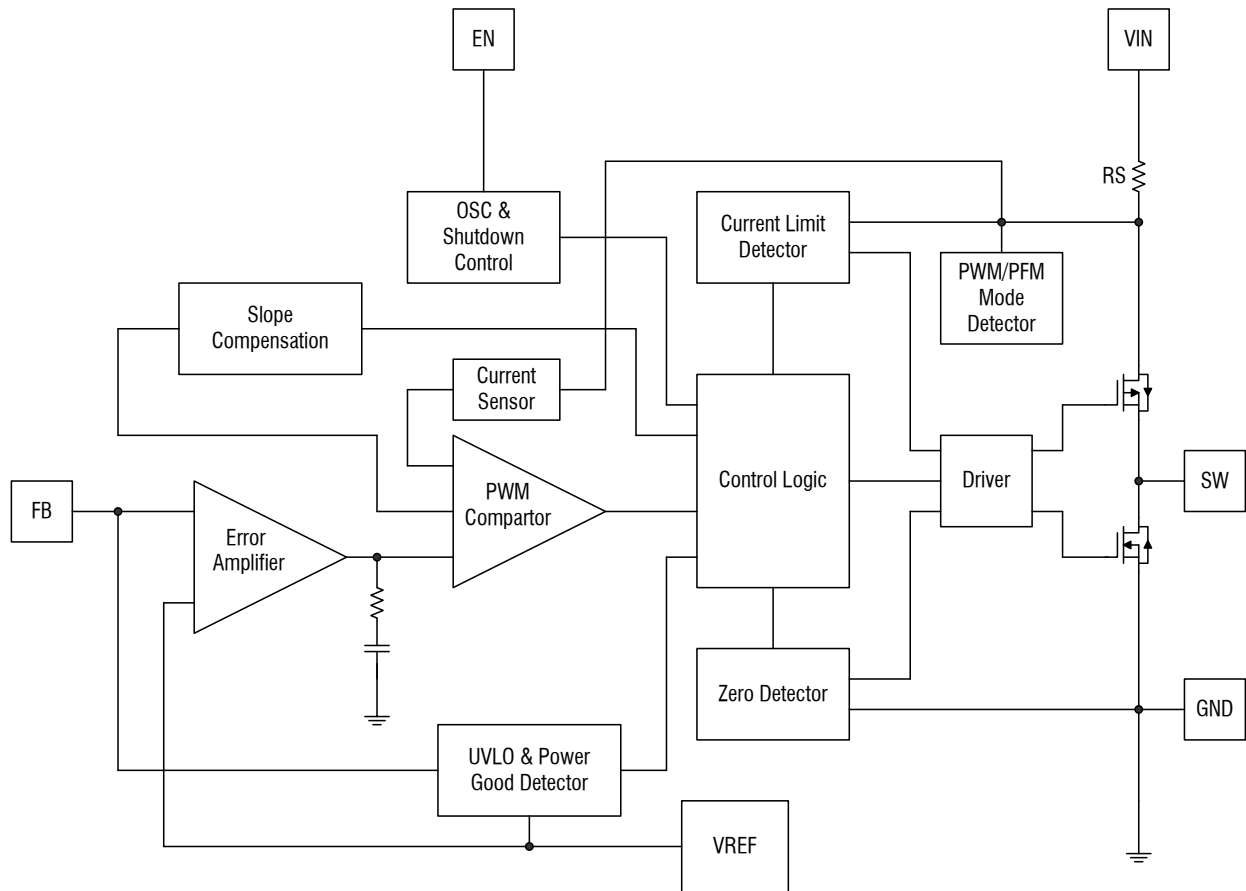 EN
VIN
RS
OSC &
Shutdown
Control
Current Limit
Detector
PWM/PFM
Mode
Detector
Slope
Compensation
Current
Sensor
PWM
Compartor
Control Logic
Driver
SW
FB
Error
Amplifier
Zero Detector
GND
UVLO & Power
Good Detector
VREF